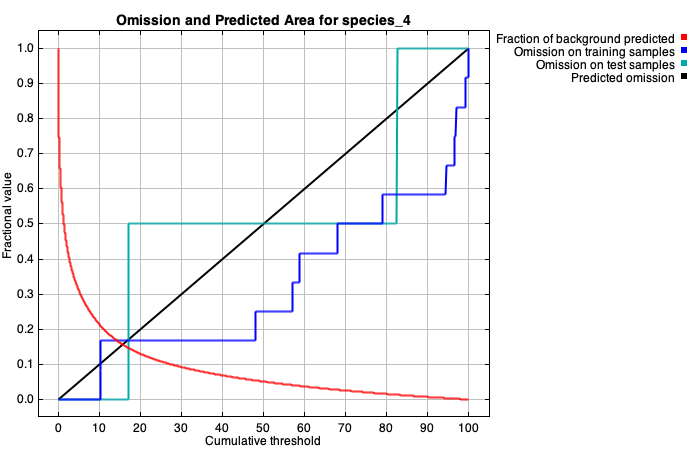 Omission and Predicted Area for species_4
Fraction of background predicted
Omission on training samples
Omission on test samples
Predicted omission
Fractional value
1.0
0.9
0.8
0.7
0.6
0.5
0.4
0.3
0.2
0.1
0.0
0 10 20 30 40 50 60 70 80 90 100
Cumulative threshold